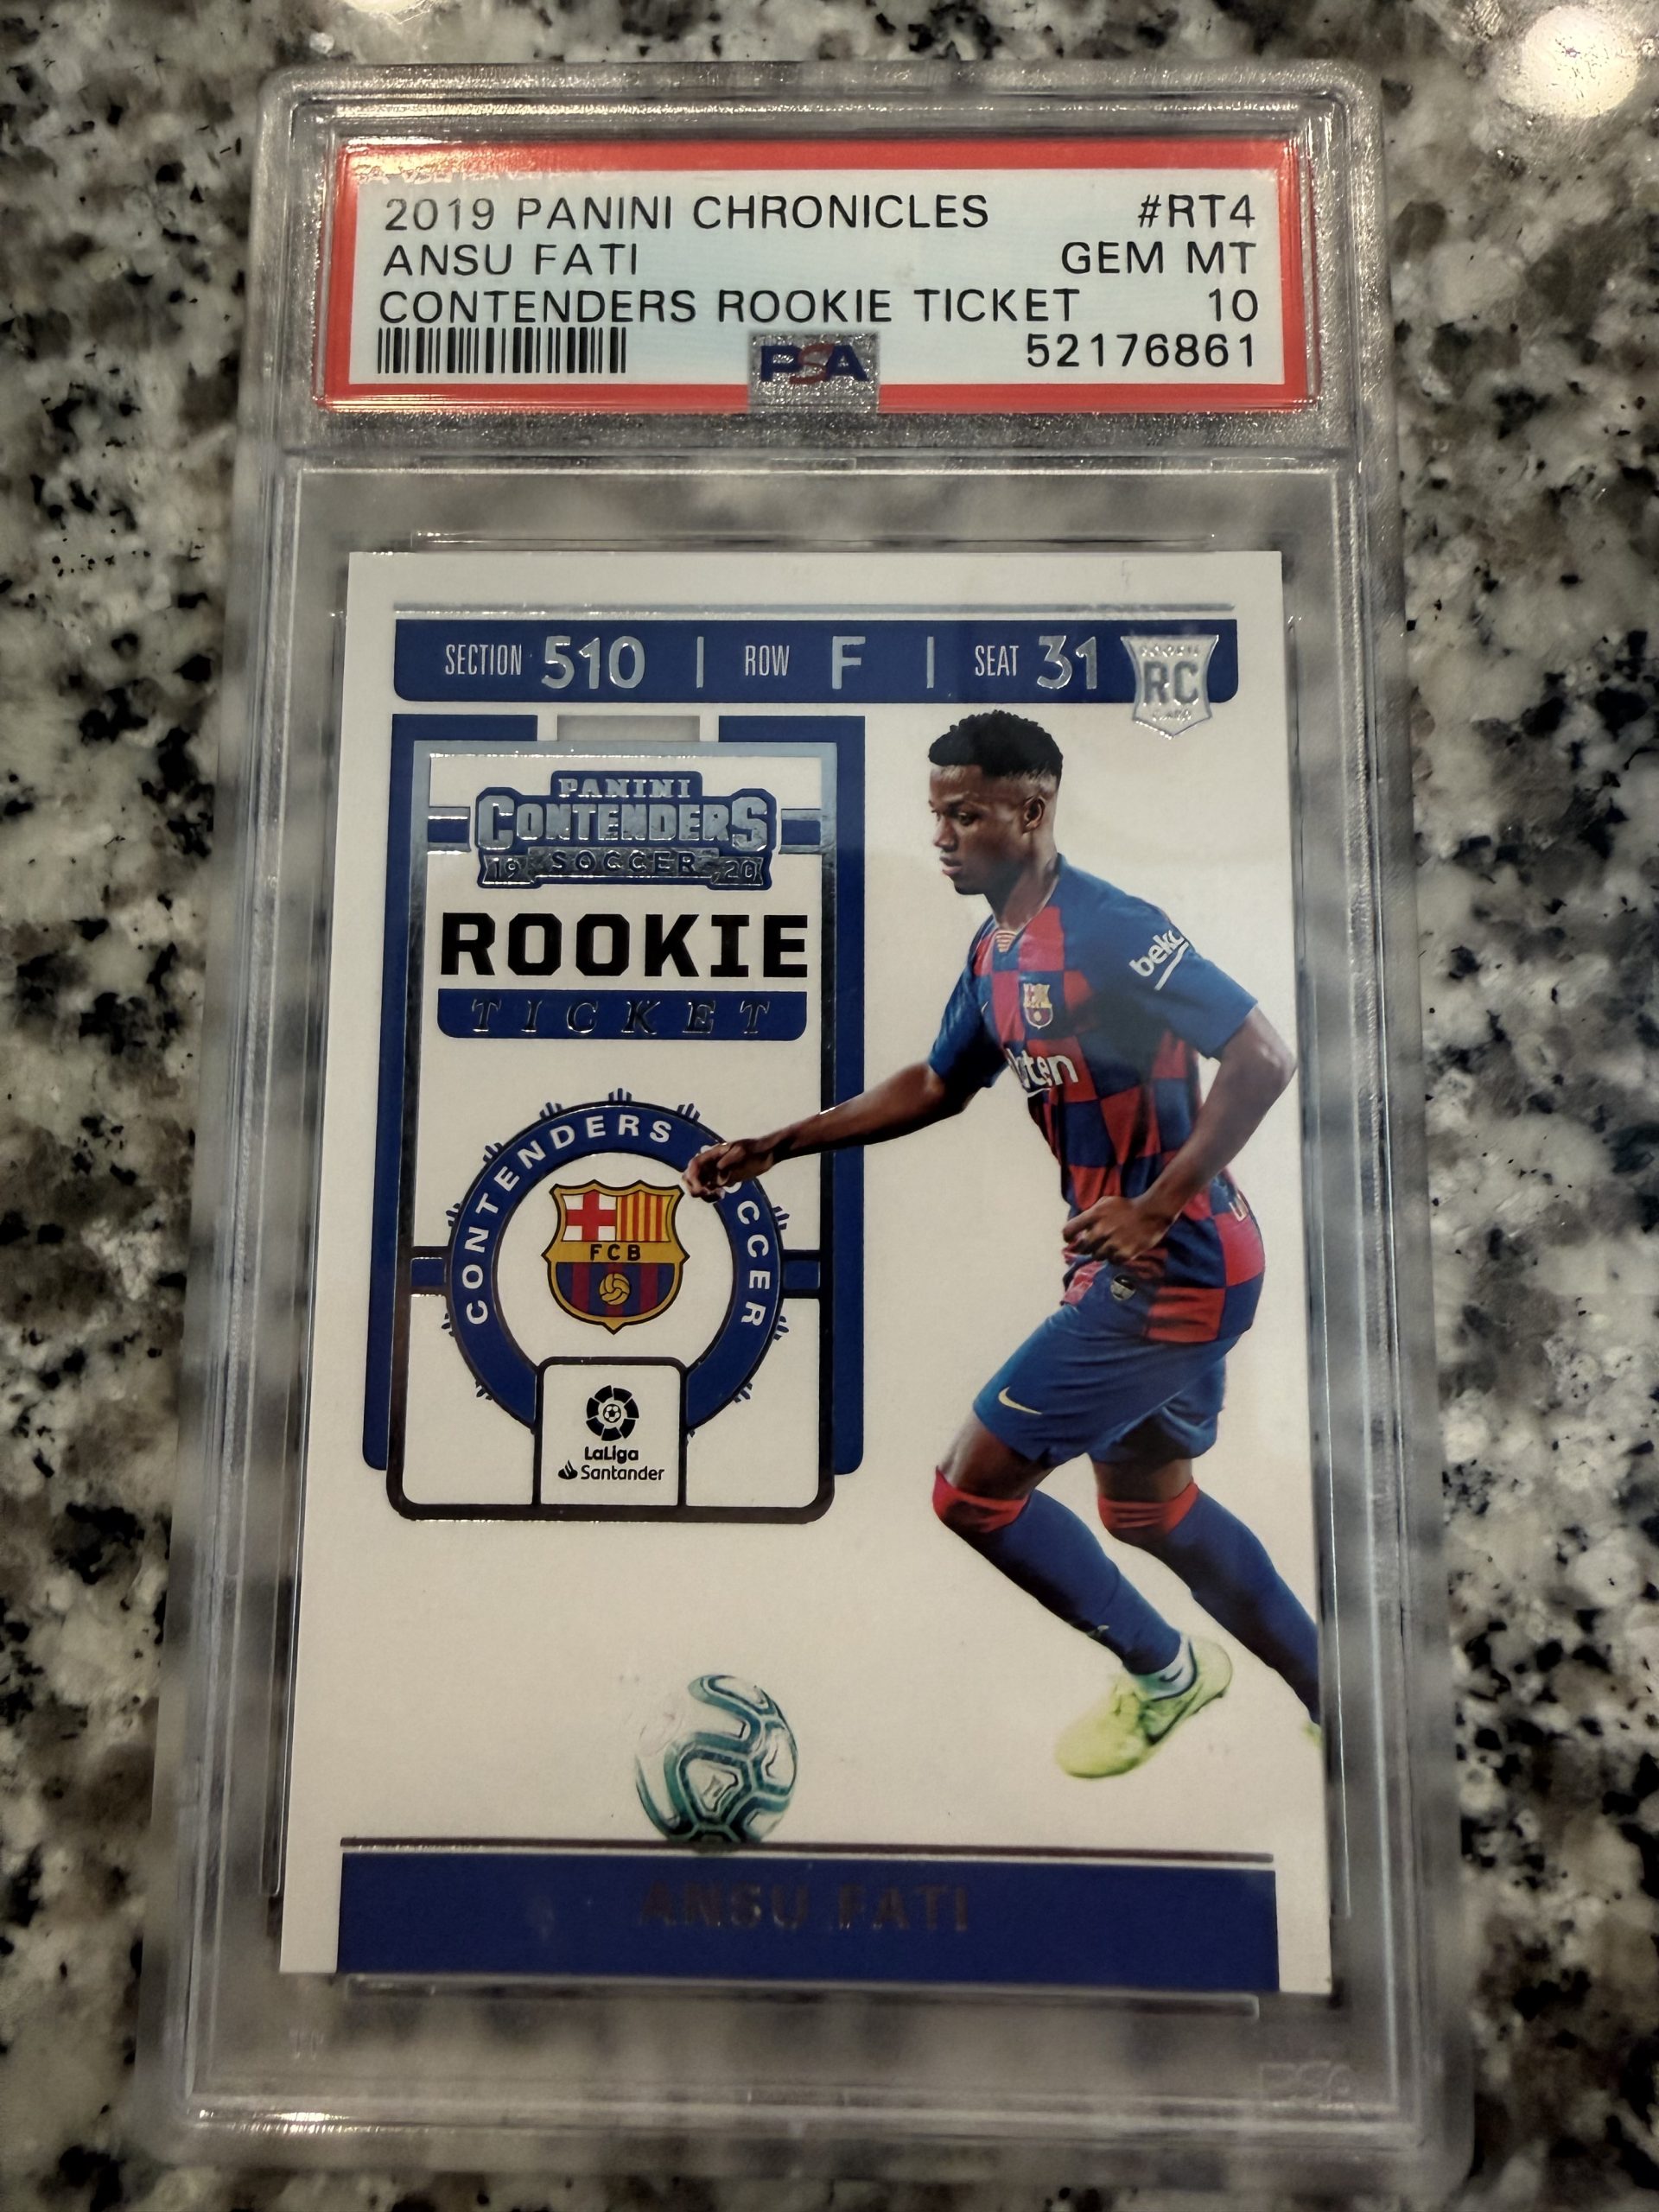 2019 PANINI CHRONICLES #RT4
ANSU FATI GEM MT
CONTENDERS ROOKIE TICKET 10
PSA 52176861
SECTION 510 | ROW F | SEAT 31
RC
PANINI
CONTENDERS
19 SOCCER 20
ROOKIE
TICKET
beko
CONTENDERS SOCCER
FCB
LaLiga
Santander
ANSU FATI
PSA